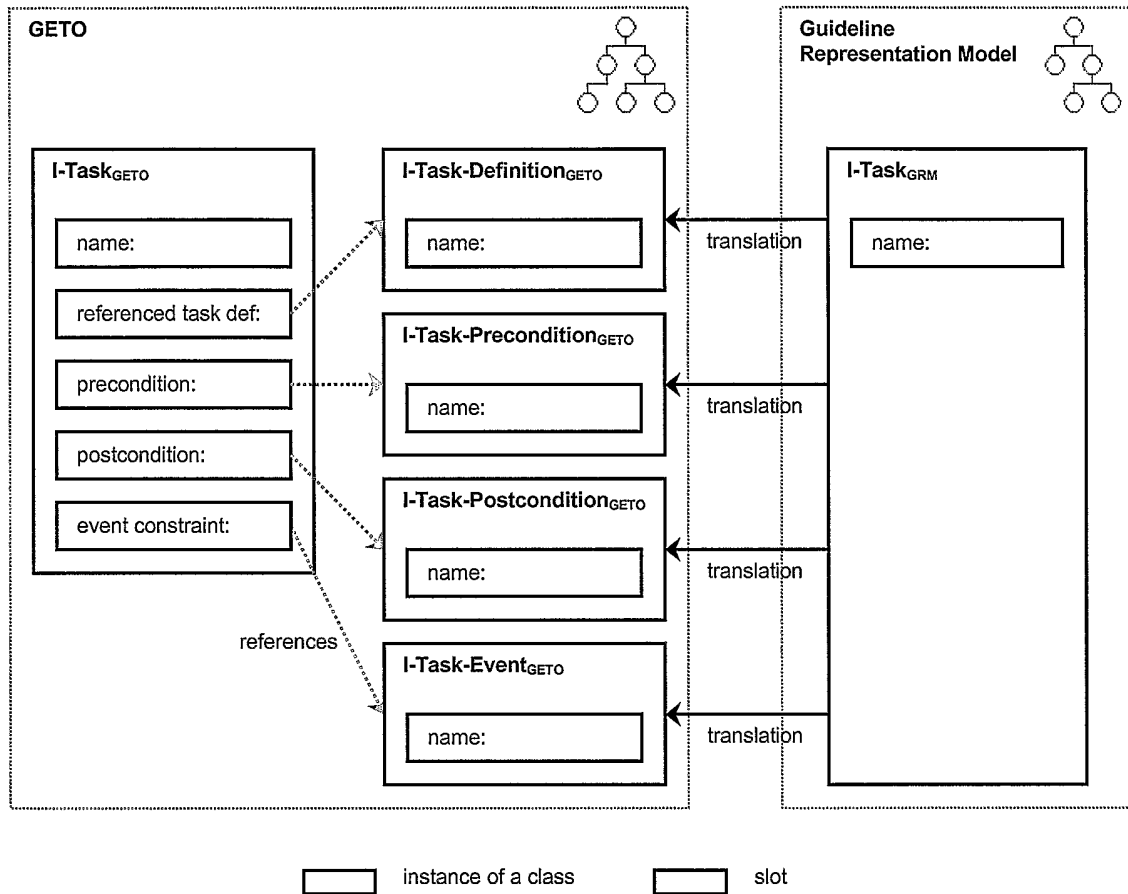 GETO
Guideline
Representation Model
I-TaskGETO
name:
referenced task def:
precondition:
postcondition:
event constraint:
references
I-Task-DefinitionGETO
name:
I-Task-PreconditionGETO
name:
I-Task-PostconditionGETO
name:
I-Task-EventGETO
name:
translation
translation
translation
translation
I-TaskGRM
name:
instance of a class
slot